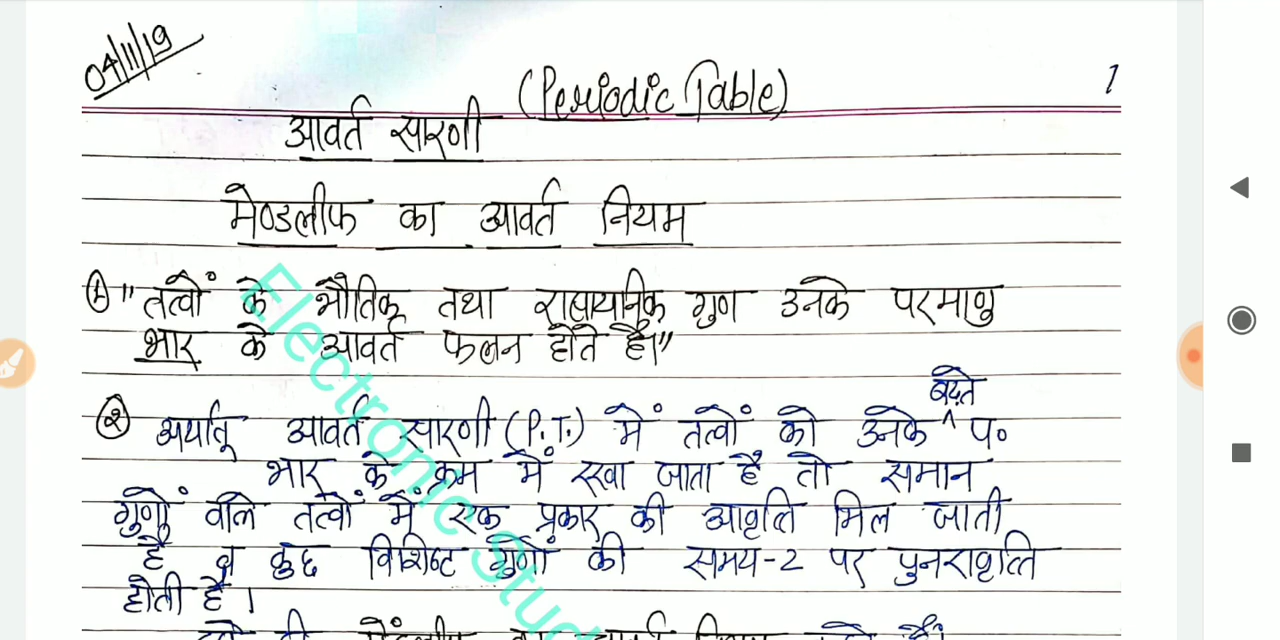 04/11/19
(Periodic Table)
1
आवर्त सारणी
मेण्डलीफ का आवर्त नियम
① "तत्वों के भौतिक तथा रासायनिक गुण उनके परमाणु
भार के आवर्त फलन होते है।"
बढ़ते
② अर्थात् आवर्त सारणी (P.T.) में तत्वों को उनके ^ प०
भार के क्रम में रखा जाता है तो समान
गुणों वाले तत्वों में एक प्रकार की आवृति मिल जाती
है व कुछ विशिष्ट गुणों की समय-2 पर पुनरावृत्ति
होती है।
Electronic Stud